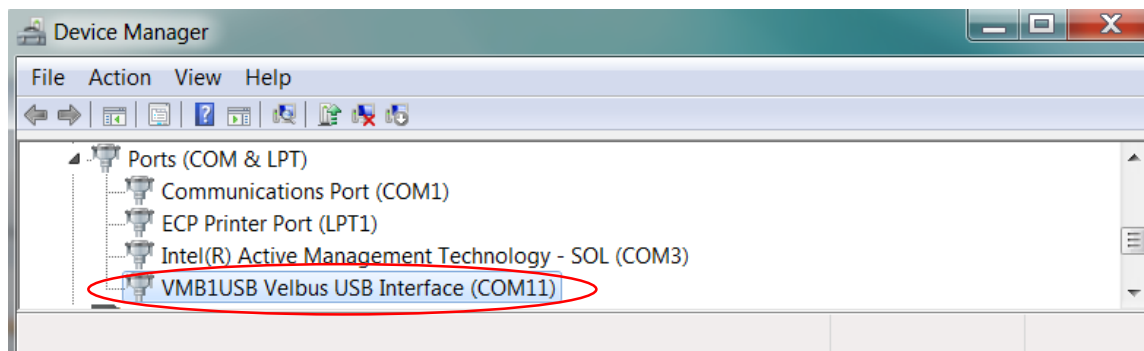 Device Manager
File Action View Help
Ports (COM & LPT)
Communications Port (COM1)
ECP Printer Port (LPT1)
Intel(R) Active Management Technology - SOL (COM3)
VMB1USB Velbus USB Interface (COM11)